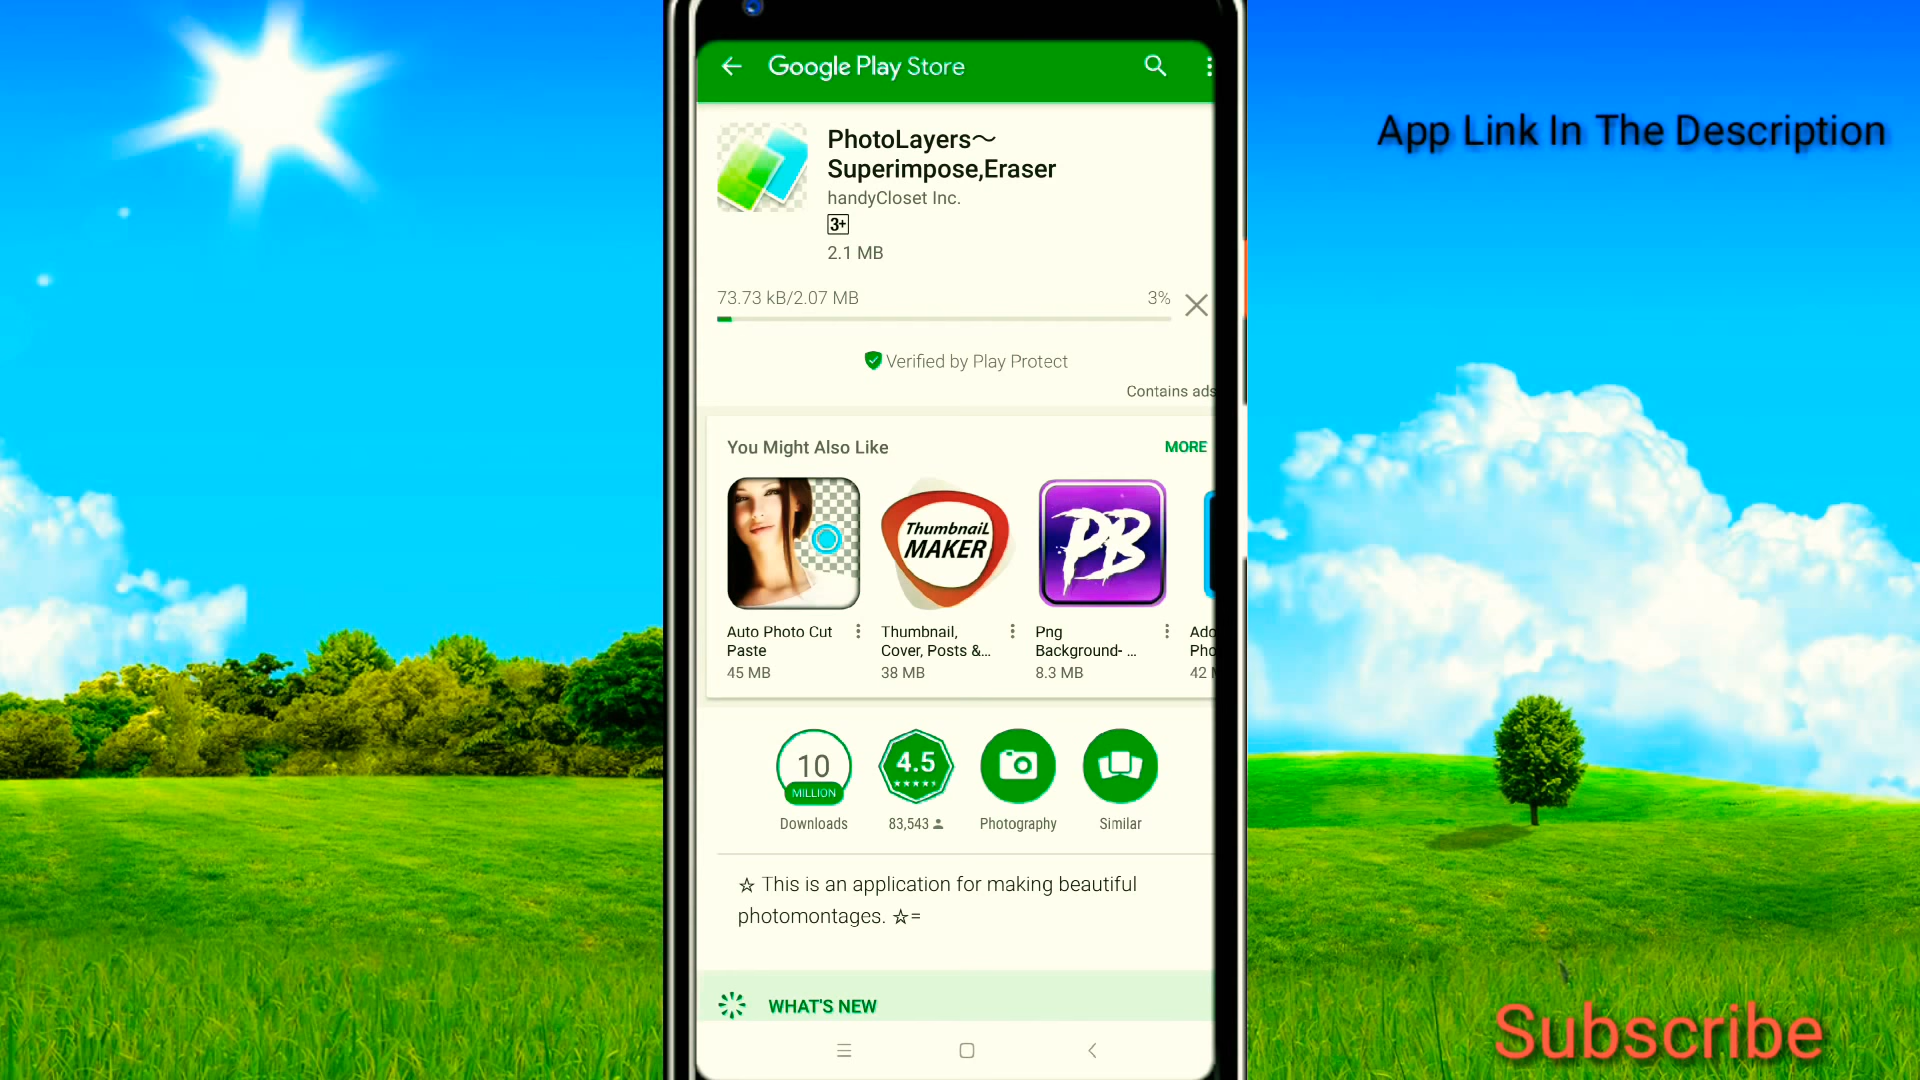 Google Play Store
App Link In The Description
PhotoLayers〜
Superimpose,Eraser
handyCloset Inc.
3+
2.1 MB
73.73 kB/2.07 MB
3%
Verified by Play Protect
Contains ads
You Might Also Like
MORE
Thumbnail
MAKER
PB
Auto Photo Cut
Paste
45 MB
Thumbnail,
Cover, Posts &...
38 MB
Png
Background- ...
8.3 MB
Ado
Pho
42
10
MILLION
Downloads
4.5
83,543
Photography
Similar
☆ This is an application for making beautiful
photomontages. ☆=
WHAT'S NEW
Subscribe